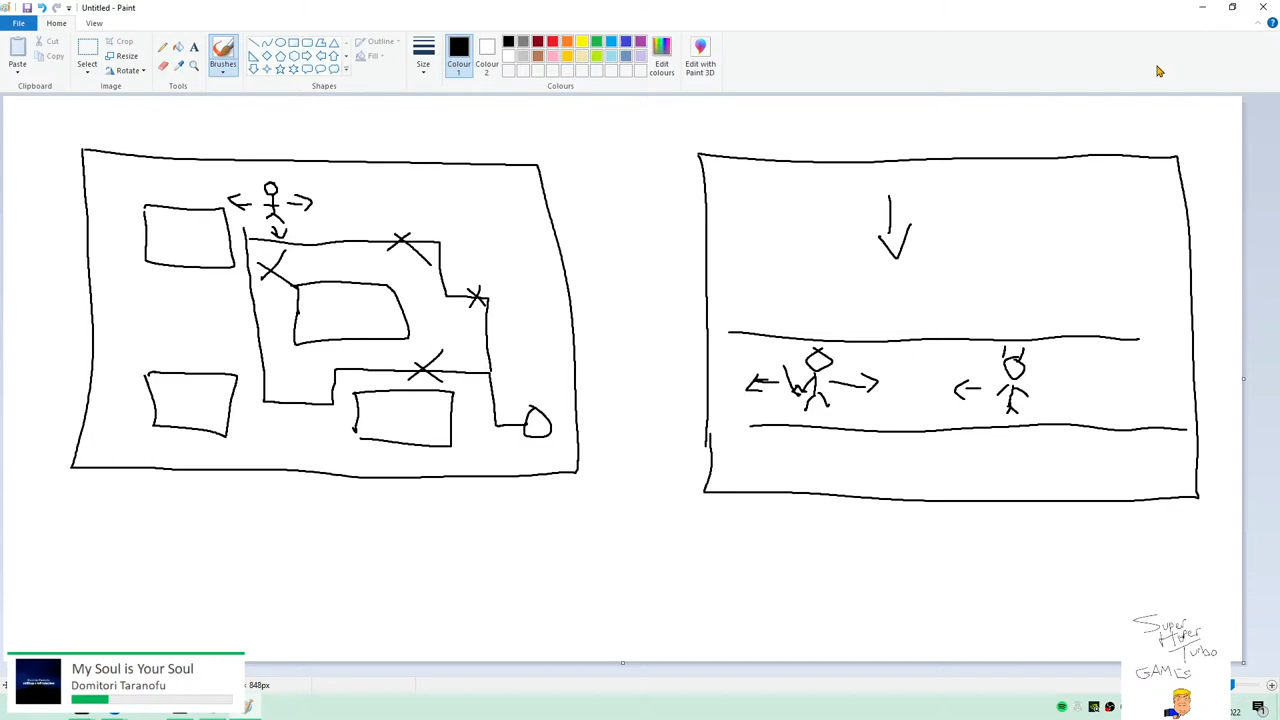 Untitled - Paint
File
Home
View
Paste
Cut
Copy
Clipboard
Select
Crop
Resize
Rotate
Image
Tools
Brushes
Shapes
Outline
Fill
Size
Colour 1
Colour 2
Edit colours
Colours
Edit with Paint 3D
Super
Hyper
Turbo
GAMES
My Soul is Your Soul
Domitori Taranofu
848px